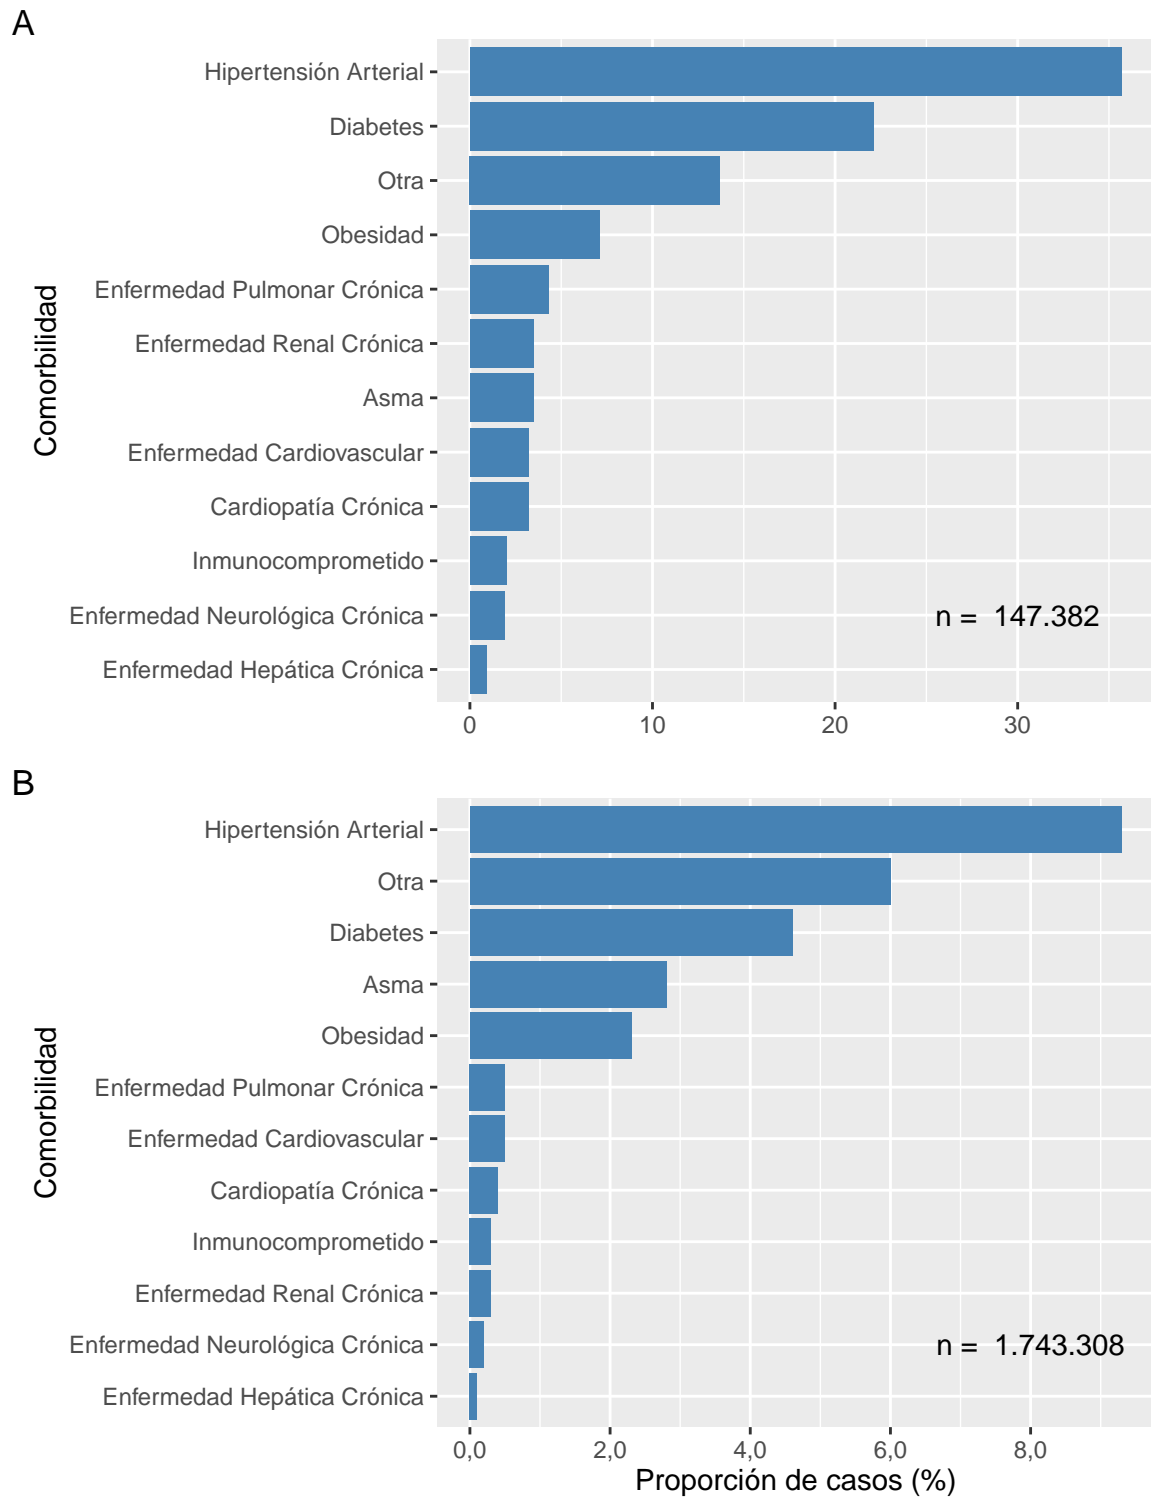 A
Hipertensión Arterial
Diabetes
Otra
Obesidad
Enfermedad Pulmonar Crónica
Enfermedad Renal Crónica
Asma
Enfermedad Cardiovascular
Cardiopatía Crónica
Inmunocomprometido
Enfermedad Neurológica Crónica
Enfermedad Hepática Crónica
Comorbilidad
n = 147.382
0 10 20 30
B
Hipertensión Arterial
Otra
Diabetes
Asma
Obesidad
Enfermedad Pulmonar Crónica
Enfermedad Cardiovascular
Cardiopatía Crónica
Inmunocomprometido
Enfermedad Renal Crónica
Enfermedad Neurológica Crónica
Enfermedad Hepática Crónica
Comorbilidad
n = 1.743.308
0,0 2,0 4,0 6,0 8,0
Proporción de casos (%)